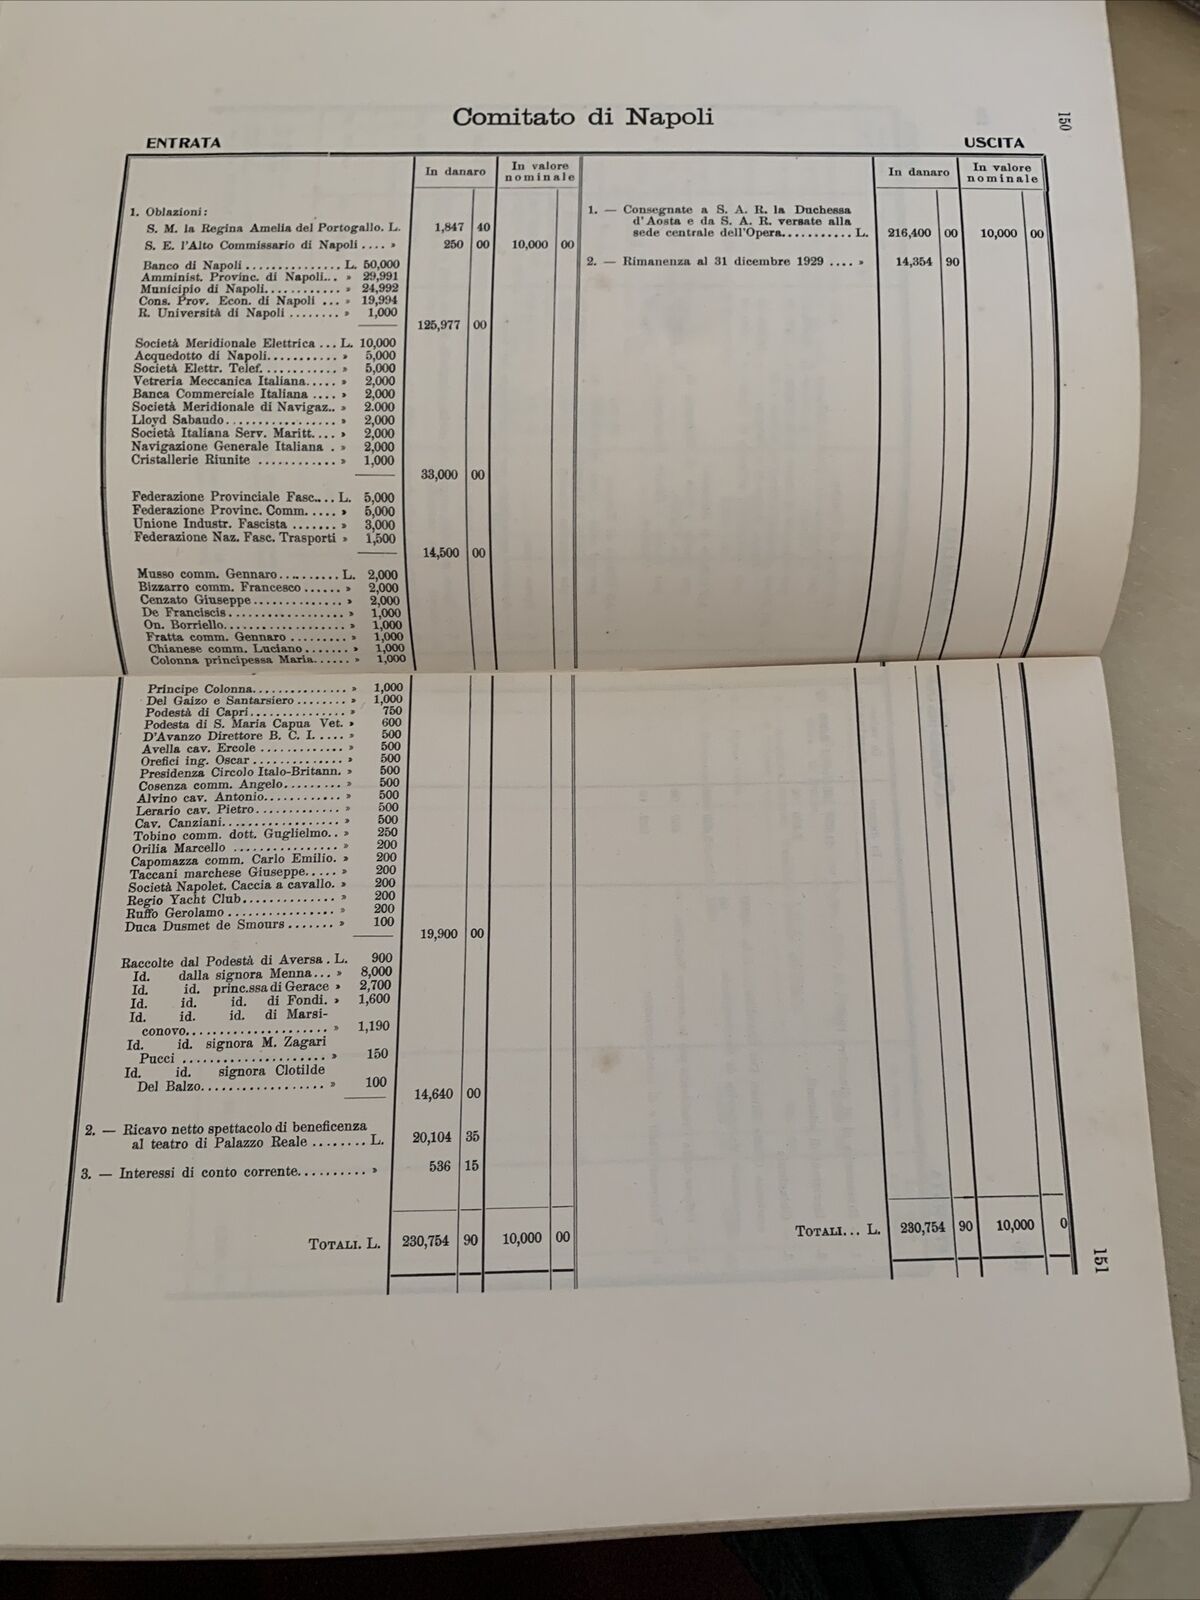 Comitato di Napoli
150
ENTRATA
USCITA
In danaro
In valore nominale
In danaro
In valore nominale
1. Oblazioni:
S. M. la Regina Amelia del Portogallo. L. 1,847 40
S. E. l'Alto Commissario di Napoli .... » 250 00 10,000 00
Banco di Napoli............... L. 50,000
Amminist. Provinc. di Napoli... » 29,991
Municipio di Napoli............ » 24,992
Cons. Prov. Econ. di Napoli ... » 19,994
R. Università di Napoli ........ » 1,000
125,977 00
Società Meridionale Elettrica ... L. 10,000
Acquedotto di Napoli........... » 5,000
Società Elettr. Telef............ » 5,000
Vetreria Meccanica Italiana..... » 2,000
Banca Commerciale Italiana .... » 2,000
Società Meridionale di Navigaz.. » 2.000
Lloyd Sabaudo................. » 2,000
Società Italiana Serv. Maritt.... » 2,000
Navigazione Generale Italiana . » 2,000
Cristallerie Riunite ............ » 1,000
33,000 00
Federazione Provinciale Fasc.... L. 5,000
Federazione Provinc. Comm..... » 5,000
Unione Industr. Fascista ....... » 3,000
Federazione Naz. Fasc. Trasporti » 1,500
14,500 00
Musso comm. Gennaro.......... L. 2,000
Bizzarro comm. Francesco ...... » 2,000
Cenzato Giuseppe.............. » 2,000
De Franciscis.................. » 1,000
On. Borriello................... » 1,000
Fratta comm. Gennaro ......... » 1,000
Chianese comm. Luciano....... » 1,000
Colonna principessa Maria...... » 1,000
Principe Colonna............... » 1,000
Del Gaizo e Santarsiero ........ » 1,000
Podestà di Capri............... » 750
Podesta di S. Maria Capua Vet. » 600
D'Avanzo Direttore B. C. I. .... » 500
Avella cav. Ercole ............. » 500
Orefici ing. Oscar.............. » 500
Presidenza Circolo Italo-Britann. » 500
Cosenza comm. Angelo......... » 500
Alvino cav. Antonio............ » 500
Lerario cav. Pietro............. » 500
Cav. Canziani.................. » 500
Tobino comm. dott. Guglielmo.. » 250
Orilia Marcello ................ » 200
Capomazza comm. Carlo Emilio. » 200
Taccani marchese Giuseppe..... » 200
Società Napolet. Caccia a cavallo. » 200
Regio Yacht Club.............. » 200
Ruffo Gerolamo................ » 200
Duca Dusmet de Smours....... » 100
19,900 00
Raccolte dal Podestà di Aversa . L. 900
Id. dalla signora Menna... » 8,000
Id. id. princ.ssa di Gerace » 2,700
Id. id. id. di Fondi. » 1,600
Id. id. id. di Marsi-
conovo..................... » 1,190
Id. id. signora M. Zagari
Pucci ..................... » 150
Id. id. signora Clotilde
Del Balzo.................. » 100
14,640 00
2. — Ricavo netto spettacolo di beneficenza
al teatro di Palazzo Reale ........ L. 20,104 35
3. — Interessi di conto corrente.......... » 536 15
TOTALI. L. 230,754 90 10,000 00
1. — Consegnate a S. A. R. la Duchessa
d'Aosta e da S. A. R. versate alla
sede centrale dell'Opera........... L. 216,400 00 10,000 00
2. — Rimanenza al 31 dicembre 1929 .... » 14,354 90
TOTALI... L. 230,754 90 10,000 0
151